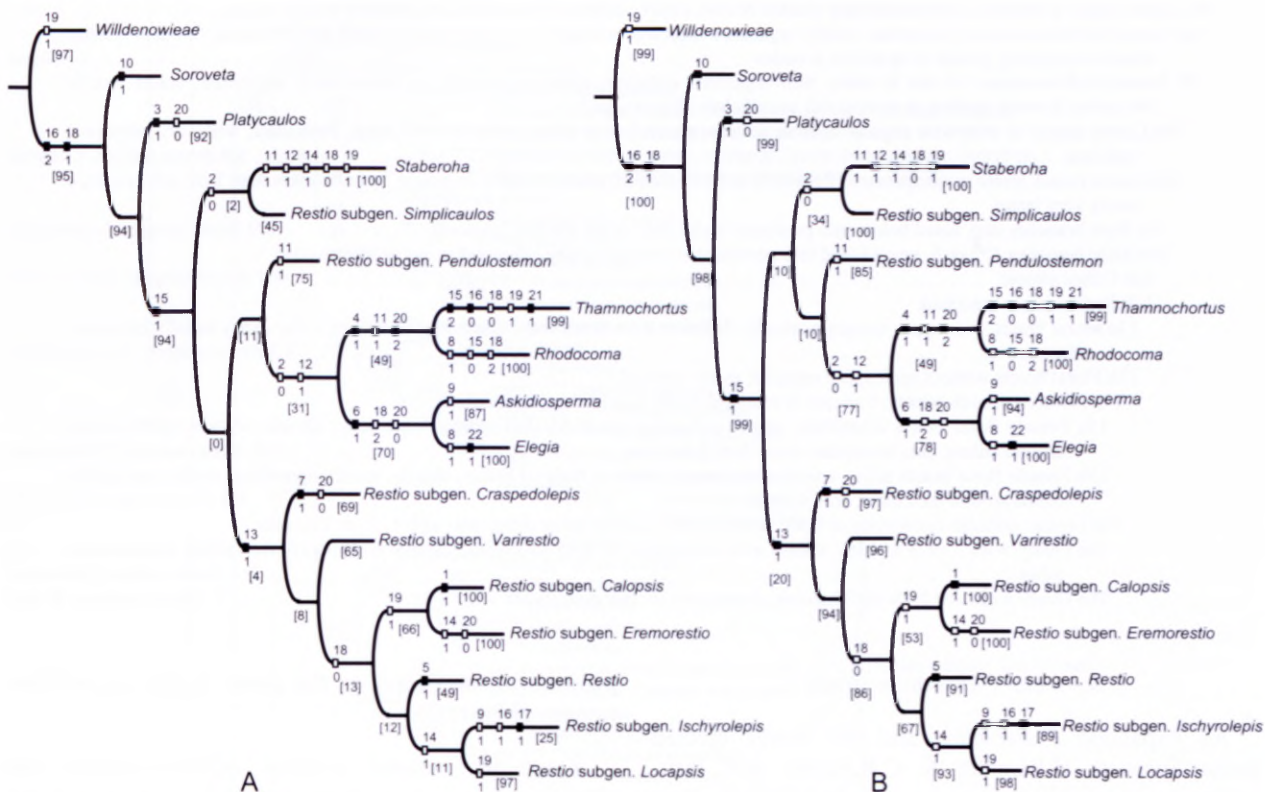 19
1 [97]
Willdenowieae
10
1
Soroveta
16 18
2 1
[95]
3 20
1 0 [92]
Platycaulos
[94]
11 12 14 18 19
1 1 1 0 1 [100]
Staberoha
2
0 [2]
[45]
Restio subgen. Simplicaulos
15
1
[94]
11
1 [75]
Restio subgen. Pendulostemon
[11]
15 16 18 19 21
2 0 0 0 1 [99]
Thamnochortus
4 11 20
1 1 2
[49]
8 15 18
1 0 2 [100]
Rhodocoma
2 12
0 1
[31]
9
1 [87]
Askidiosperma
6 18 20
1 2 0
[70]
8 22
1 1 [100]
Elegia
[0]
7 20
1 0 [69]
Restio subgen. Craspedolepis
13
1 [4]
[65]
Restio subgen. Varirestio
[8]
1
1 [100]
Restio subgen. Calopsis
19
1 [66]
14 20
1 0 [100]
Restio subgen. Eremorestio
18
0 [13]
5
1 [49]
Restio subgen. Restio
[12]
9 16 17
1 1 1 [25]
Restio subgen. Ischyrolepis
14
1 [11]
19
1 [97]
Restio subgen. Locapsis
A
19
1 [99]
Willdenowieae
10
1
Soroveta
16 18
2 1
[100]
3 20
1 0
[99]
Platycaulos
[98]
11 12 14 18 19
1 1 1 0 1 [100]
Staberoha
2
0
[34]
[100]
Restio subgen. Simplicaulos
[10]
11
1 [85]
Restio subgen. Pendulostemon
[10]
15 16 18 19 21
2 0 0 1 1 [99]
Thamnochortus
4 11 20
1 1 2
[49]
8 15 18
1 0 2 [100]
Rhodocoma
2 12
0 1
[77]
9
1 [94]
Askidiosperma
6 18 20
1 2 0
[78]
8 22
1 1 [100]
Elegia
15
1
[99]
7 20
1 0 [97]
Restio subgen. Craspedolepis
13
1
[20]
[96]
Restio subgen. Varirestio
[94]
1
1 [100]
Restio subgen. Calopsis
19
1
[53]
14 20
1 0 [100]
Restio subgen. Eremorestio
18
0
[86]
5
1 [91]
Restio subgen. Restio
[67]
9 16 17
1 1 1 [89]
Restio subgen. Ischyrolepis
14
1
[93]
19
1 [98]
Restio subgen. Locapsis
B